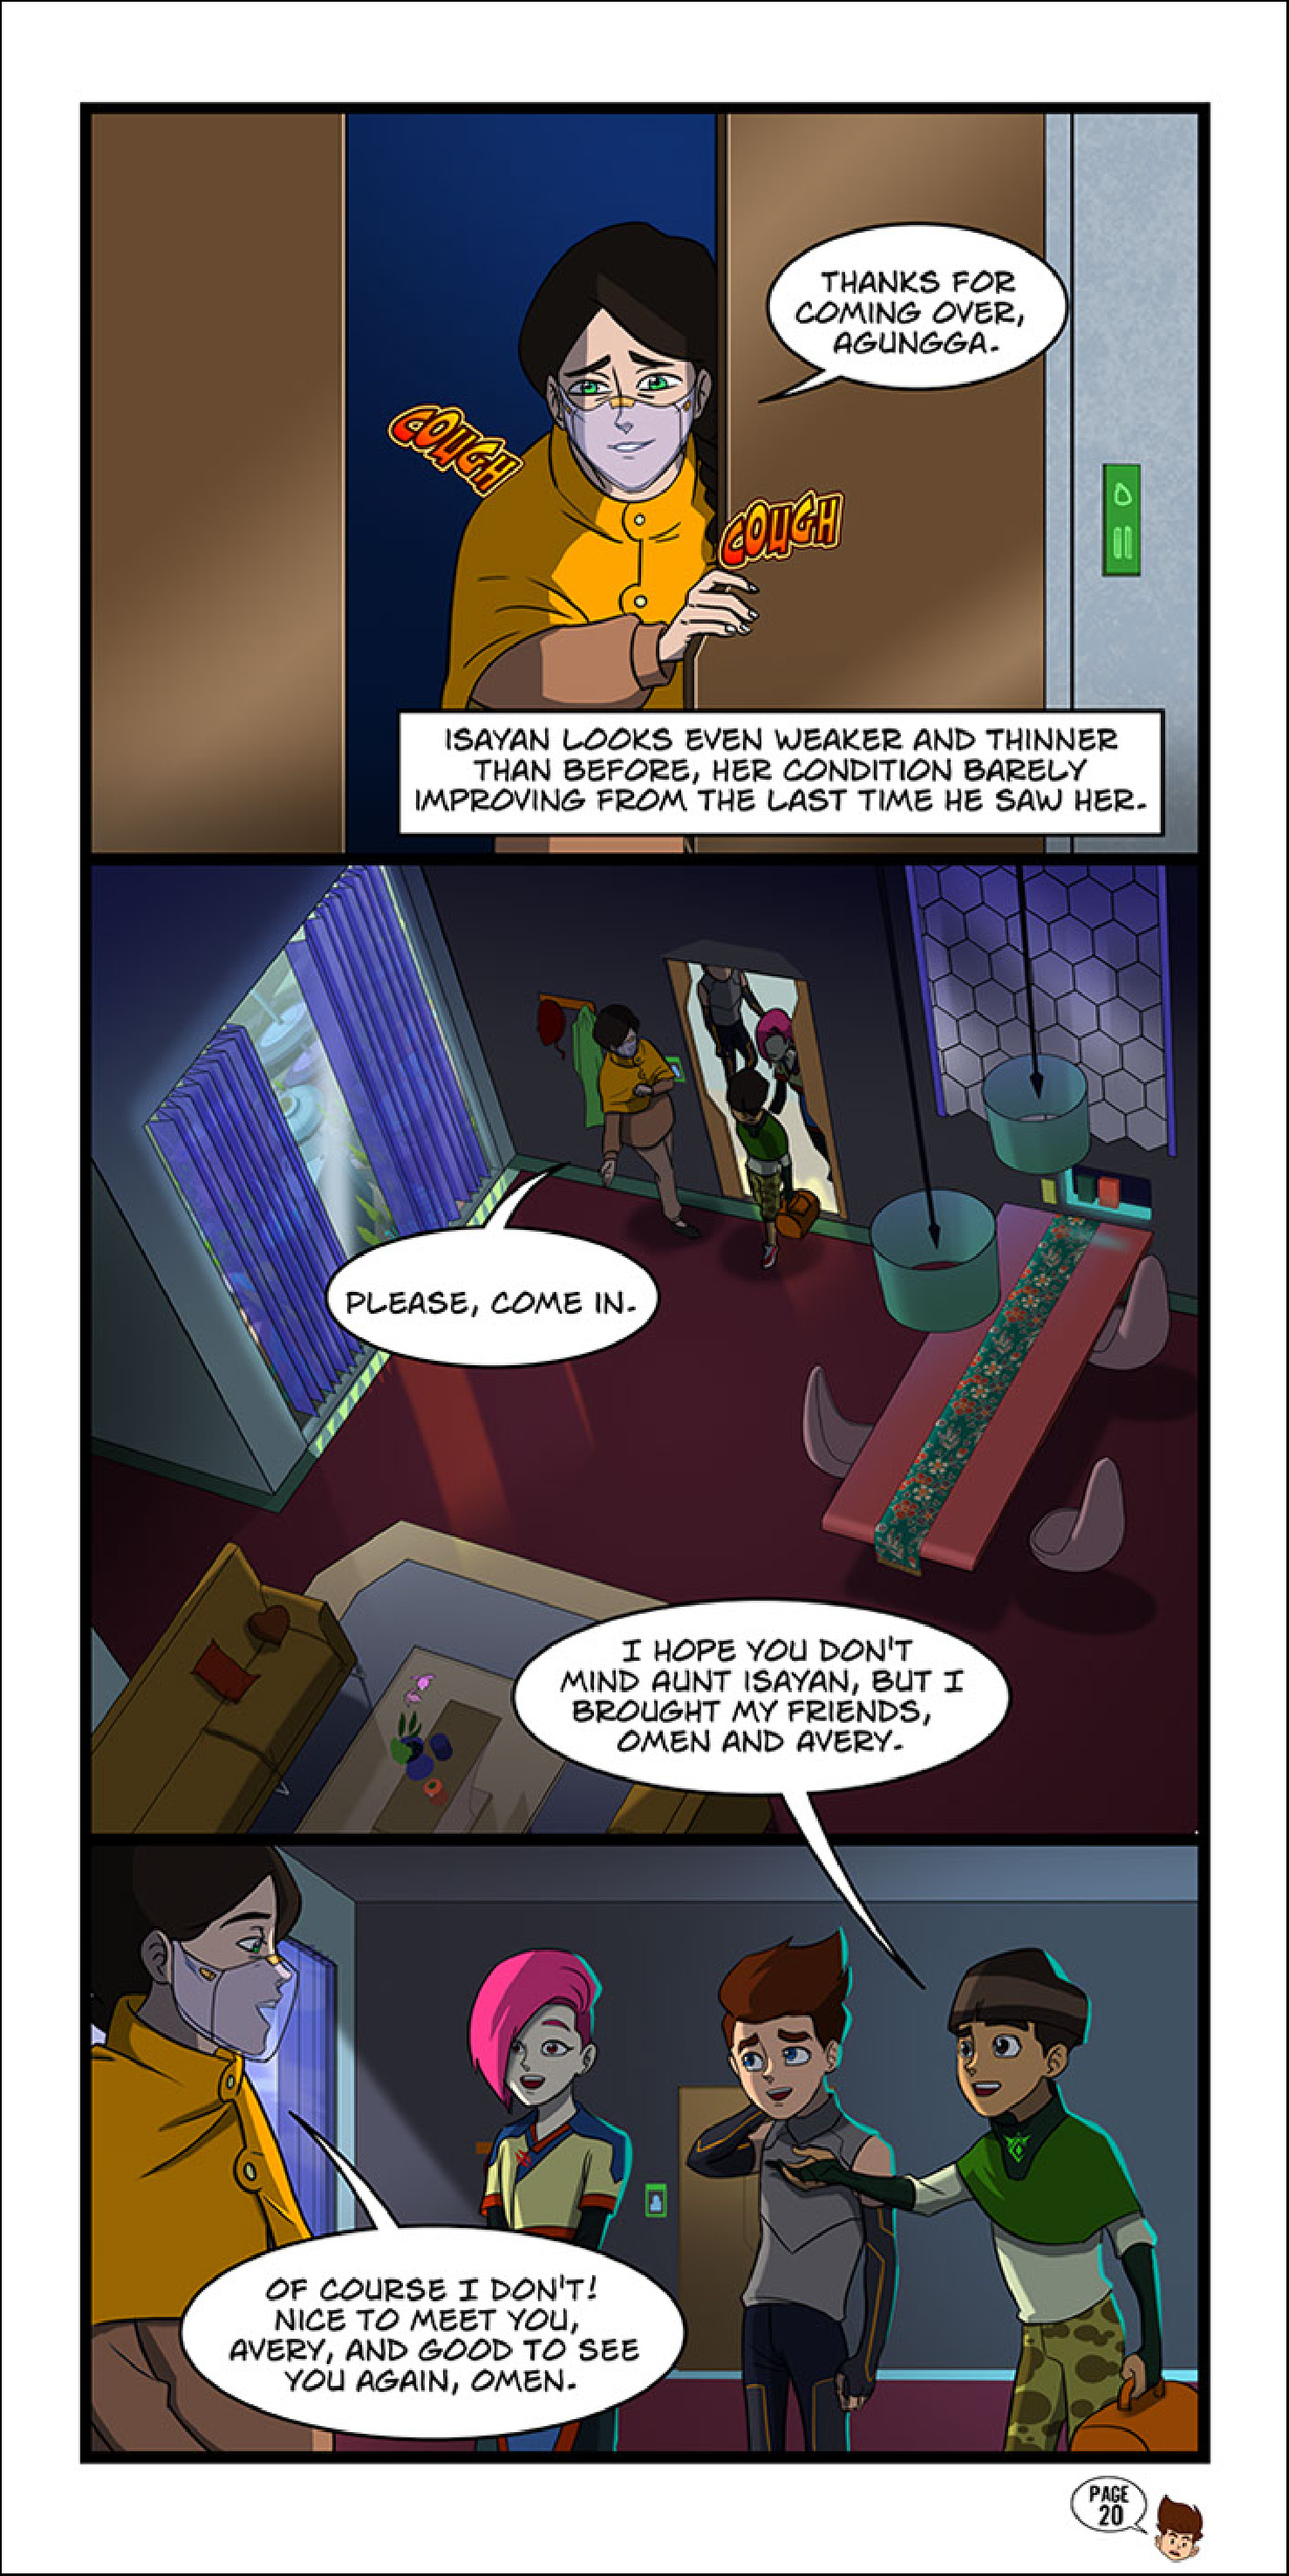 THANKS FOR
COMING OVER,
AGUNGGA.
COUGH
COUGH
ISAYAN LOOKS EVEN WEAKER AND THINNER
THAN BEFORE, HER CONDITION BARELY
IMPROVING FROM THE LAST TIME HE SAW HER.
PLEASE, COME IN.
I HOPE YOU DON'T
MIND AUNT ISAYAN, BUT I
BROUGHT MY FRIENDS,
OMEN AND AVERY.
OF COURSE I DON'T!
NICE TO MEET YOU,
AVERY, AND GOOD TO SEE
YOU AGAIN, OMEN.
PAGE
20